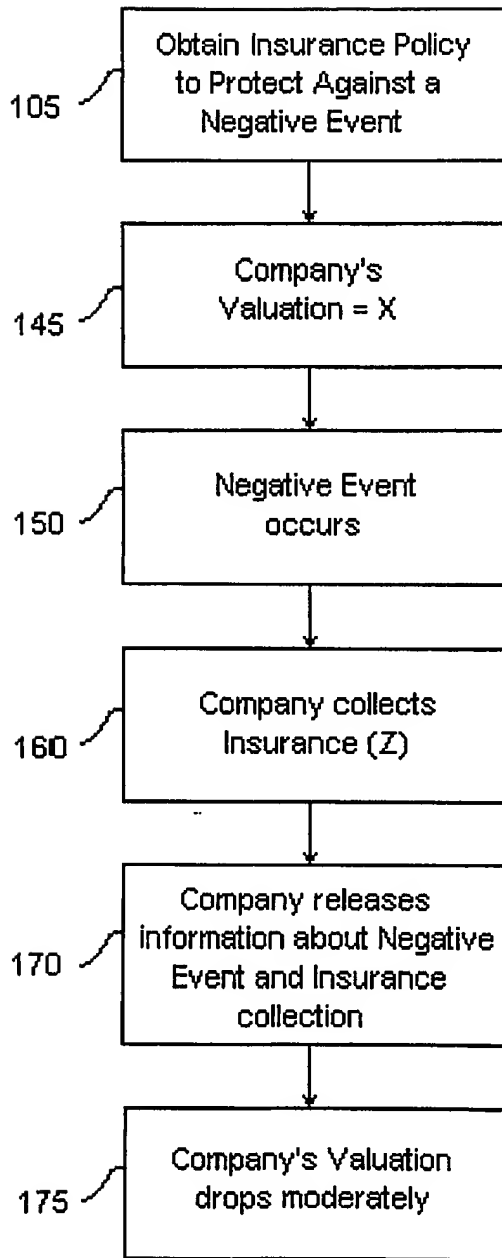 Obtain Insurance Policy
to Protect Against a
Negative Event
105
Company's
Valuation = X
145
Negative Event
occurs
150
Company collects
Insurance (Z)
160
Company releases
information about Negative
Event and Insurance
collection
170
Company's Valuation
drops moderately
175